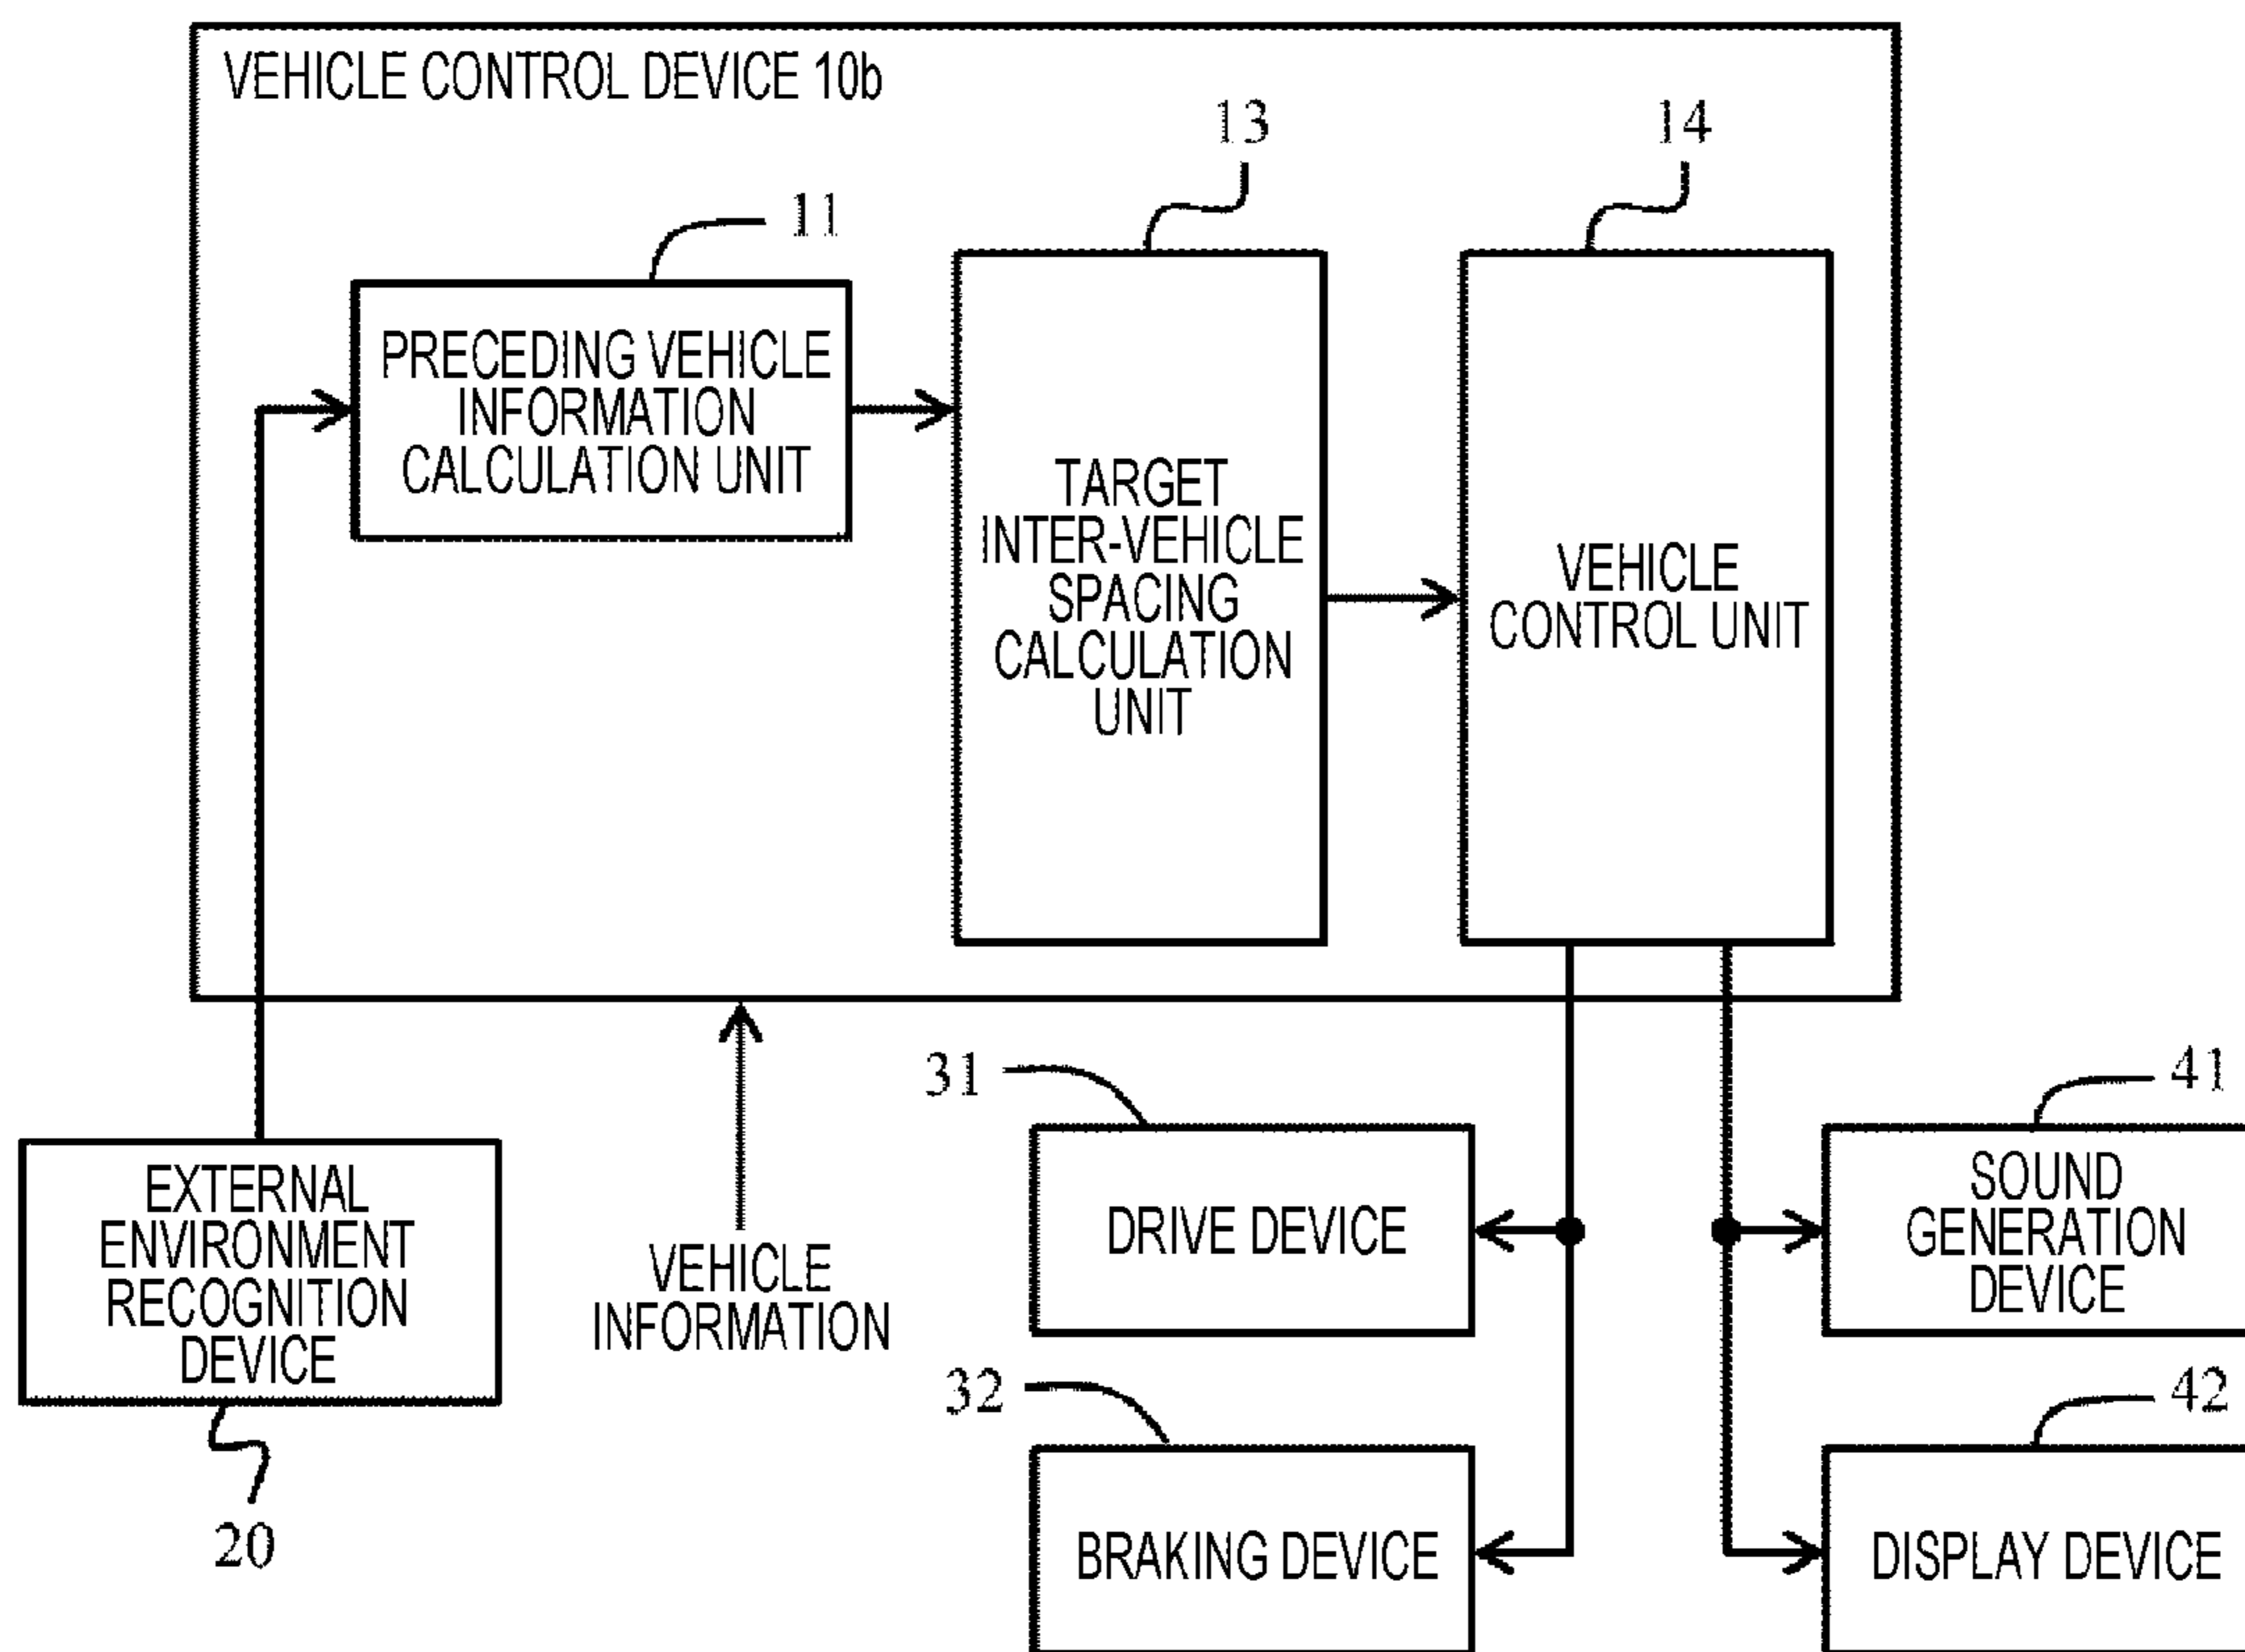 VEHICLE CONTROL DEVICE 10b
13
14
11
PRECEDING VEHICLE
INFORMATION
CALCULATION UNIT
TARGET
INTER-VEHICLE
SPACING
CALCULATION
UNIT
VEHICLE
CONTROL UNIT
31
41
EXTERNAL
ENVIRONMENT
RECOGNITION
DEVICE
VEHICLE
INFORMATION
DRIVE DEVICE
SOUND
GENERATION
DEVICE
32
42
20
BRAKING DEVICE
DISPLAY DEVICE